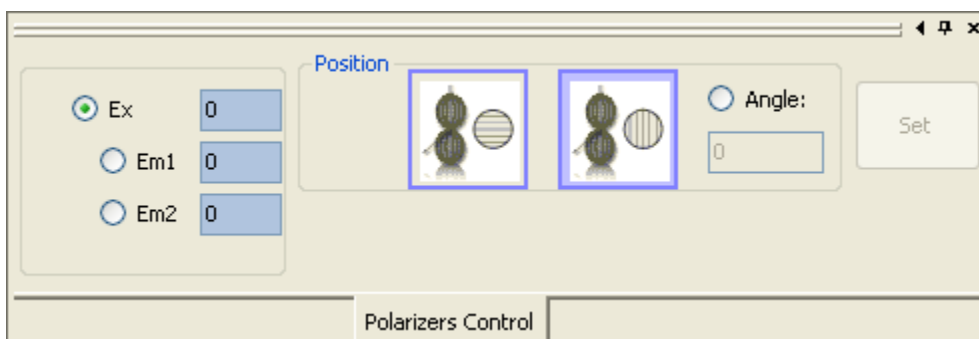 Position
Ex 0
Em1 0
Em2 0
Angle:
0
Set
Polarizers Control